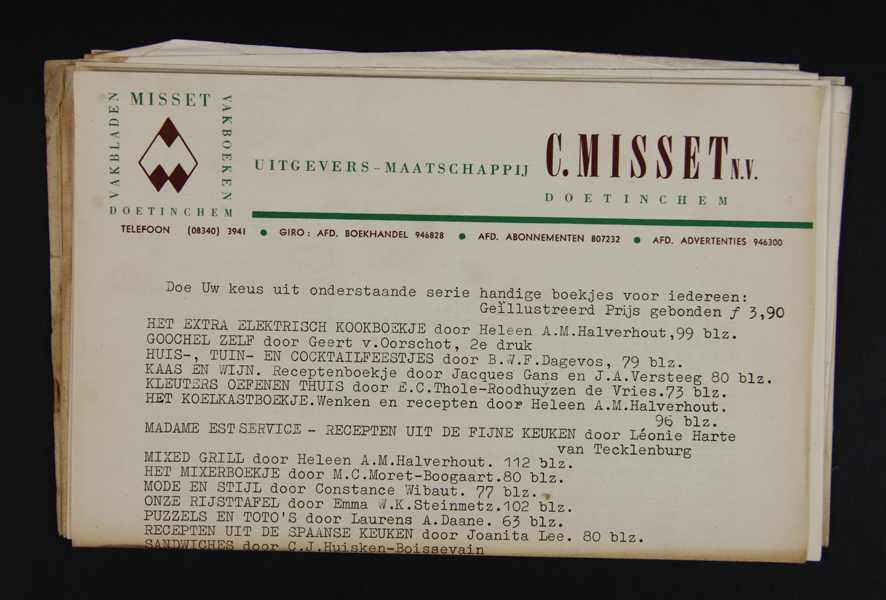 MISSET
VAKBLADEN
VAKBOEKEN
DOETINCHEM
UITGEVERS-MAATSCHAPPIJ C. MISSET N.V.
DOETINCHEM
TELEFOON (08340) 3941 ● GIRO: AFD. BOEKHANDEL 946828 ● AFD. ABONNEMENTEN 807232 ● AFD. ADVERTENTIES 946300
Doe Uw keus uit onderstaande serie handige boekjes voor iedereen:
Geïllustreerd Prijs gebonden ƒ 3,90
HET EXTRA ELEKTRISCH KOOKBOEKJE door Heleen A.M.Halverhout,99 blz.
GOOCHEL ZELF door Geert v.Oorschot, 2e druk
HUIS-, TUIN- EN COCKTAILFEESTJES door B.W.F.Dagevos, 79 blz.
KAAS EN WIJN. Receptenboekje door Jacques Gans en J.A.Versteeg 80 blz.
KLEUTERS OEFENEN THUIS door E.C.Thole-Roodhuyzen de Vries.73 blz.
HET KOELKASTBOEKJE.Wenken en recepten door Heleen A.M.Halverhout.
96 blz.
MADAME EST SERVICE - RECEPTEN UIT DE FIJNE KEUKEN door Léonie Harte
van Tecklenburg
MIXED GRILL door Heleen A.M.Halverhout. 112 blz.
HET MIXERBOEKJE door M.C.Moret-Boogaart.80 blz.
MODE EN STIJL door Constance Wibaut. 77 blz.
ONZE RIJSTTAFEL door Emma W.K.Steinmetz.102 blz.
PUZZELS EN TOTO'S door Laurens A.Daane. 63 blz.
RECEPTEN UIT DE SPAANSE KEUKEN door Joanita Lee. 80 blz.
SANDWICHES door C.J.Huisken-Boissevain